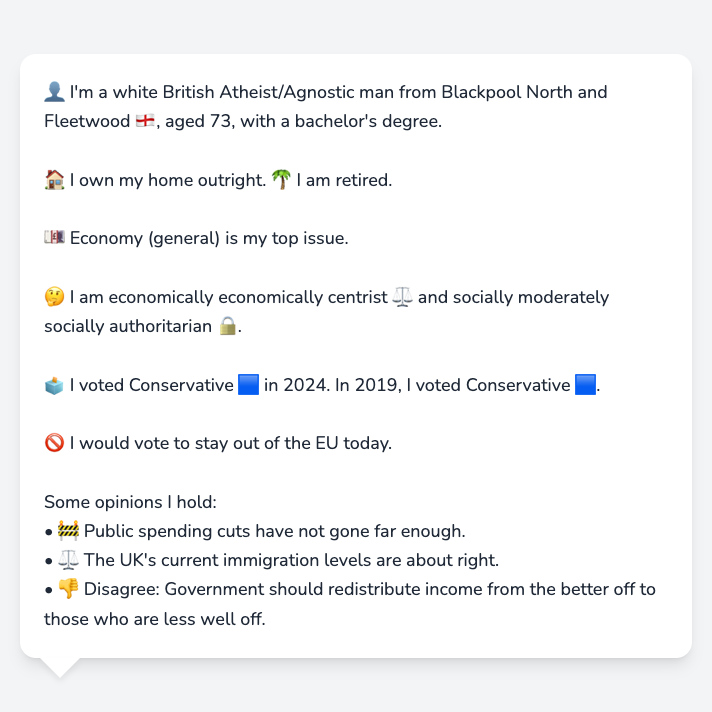 👤 I'm a white British Atheist/Agnostic man from Blackpool North and
Fleetwood 🏴󠁧󠁢󠁥󠁮󠁧󠁿, aged 73, with a bachelor's degree.
🏠 I own my home outright. 🌴 I am retired.
💷 Economy (general) is my top issue.
🤔 I am economically economically centrist ⚖️ and socially moderately
socially authoritarian 🔒.
🗳️ I voted Conservative 🟦 in 2024. In 2019, I voted Conservative 🟦.
🚫 I would vote to stay out of the EU today.
Some opinions I hold:
• 🚧 Public spending cuts have not gone far enough.
• ⚖️ The UK's current immigration levels are about right.
• 👎 Disagree: Government should redistribute income from the better off to
those who are less well off.